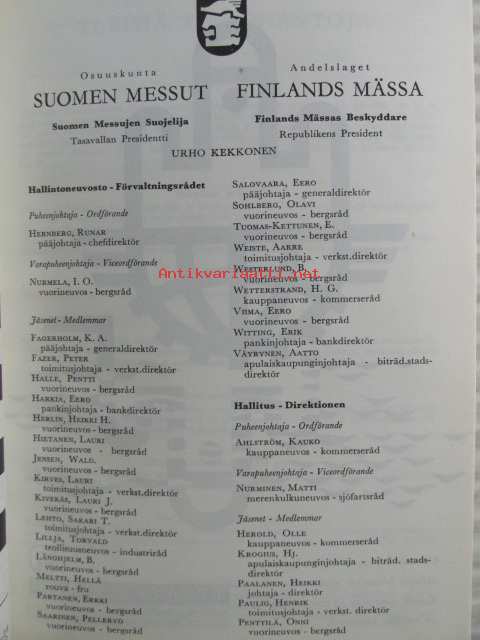 Osuuskunta
SUOMEN MESSUT
Suomen Messujen Suojelija
Tasavallan Presidentti
Andelslaget
FINLANDS MÄSSA
Finlands Mässas Beskyddare
Republikens President
URHO KEKKONEN
Hallintoneuvosto - Förvaltningsrådet
Puheenjohtaja - Ordförande
HERNBERG, RUNAR
pääjohtaja - chefdirektör
Varapuheenjohtaja - Viceordförande
NURMELA, I. O.
vuorineuvos - bergsråd
Jäsenet - Medlemmar
FAGERHOLM, K. A.
pääjohtaja - generaldirektör
FAZER, PETER
toimitusjohtaja - verkst.direktör
HALLE, PENTTI
vuorineuvos - bergsråd
HARKIA, EERO
pankinjohtaja - bankdirektör
HERLIN, HEIKKI H.
vuorineuvos - bergsråd
HIETANEN, LAURI
vuorineuvos - bergsråd
JENSEN, WALD.
vuorineuvos - bergsråd
KIRVES, LAURI
toimitusjohtaja - verkst.direktör
KIVEKÄS, LAURI J.
vuorineuvos - bergsråd
LEHTO, SAKARI T.
toimitusjohtaja - verkst.direktör
LILLJA, TORVALD
teollisuusneuvos - industriråd
LÅNGHJELM, B.
vuorineuvos - bergsråd
MELTTI, HELLÄ
rouva - fru
PARTANEN, ERKKI
vuorineuvos - bergsråd
SAARINEN, PELLERVO
vuorineuvos - bergsråd
SALOVAARA, EERO
pääjohtaja - generaldirektör
SOHLBERG, OLAVI
vuorineuvos - bergsråd
TUOMAS-KETTUNEN, E.
vuorineuvos - bergsråd
WEISTE, AARRE
toimitusjohtaja - verkst.direktör
WESTERLUND, B.
vuorineuvos - bergsråd
WETTERSTRAND, H. G.
kauppaneuvos - kommerseråd
VIHMA, EERO
vuorineuvos - bergsråd
WITTING, ERIK
pankinjohtaja - bankdirektör
VÄYRYNEN, AATTO
apulaiskaupunginjohtaja - biträd.stads-
direktör
Hallitus - Direktionen
Puheenjohtaja - Ordförande
AHLSTRÖM, KAUKO
kauppaneuvos - kommerseråd
Varapuheenjohtaja - Viceordförande
NURMINEN, MATTI
merenkulkuneuvos - sjöfartsråd
Jäsenet - Medlemmar
HEROLD, OLLE
kauppaneuvos - kommerseråd
KROGIUS, HJ.
apulaiskaupunginjohtaja - biträd. stads-
direktör
PAALANEN, HEIKKI
johtaja - direktör
PAULIG, HENRIK
toimitusjohtaja - verkst. direktör
PENTTILÄ, ONNI
vuorineuvos - bergsråd
Antikvariaatti.net